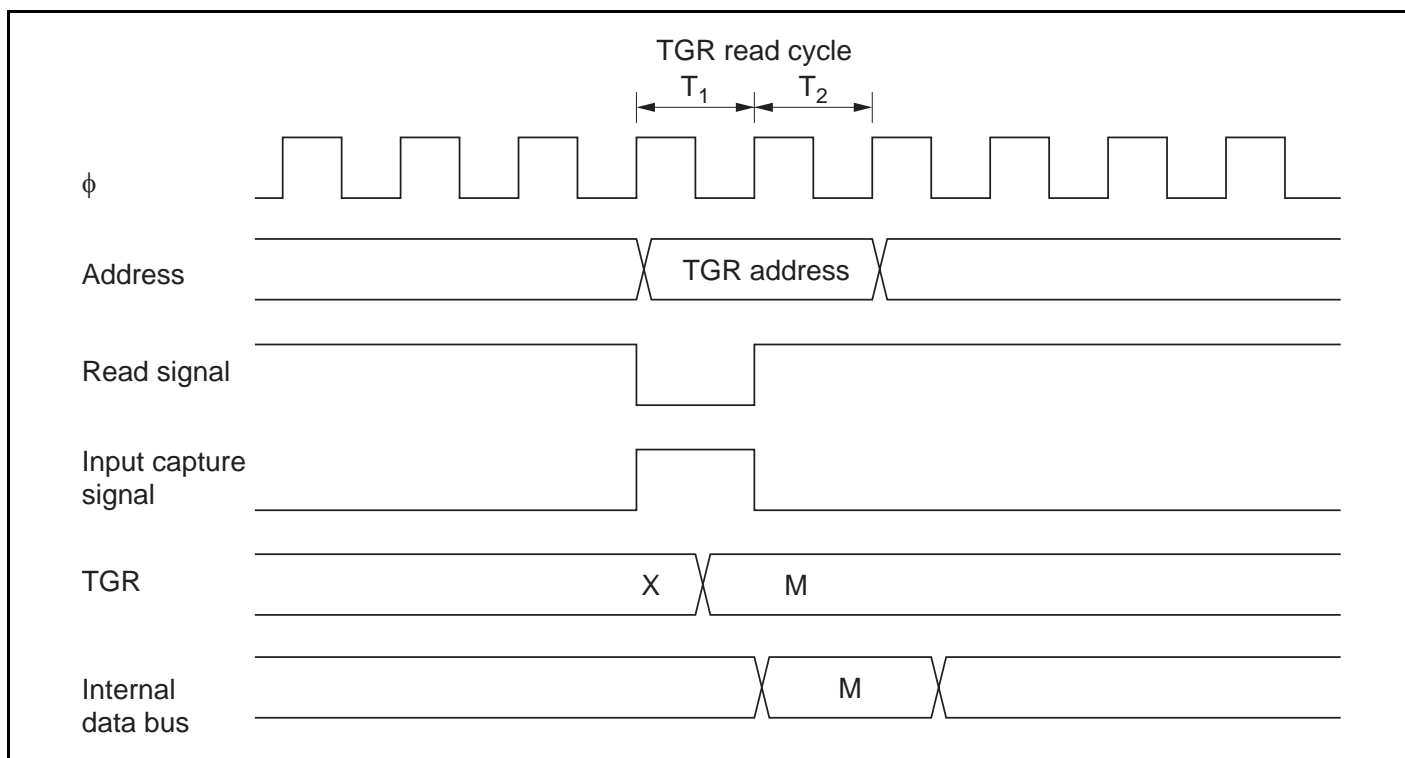 TGR read cycle
T1 T2
ϕ
Address
TGR address
Read signal
Input capture
signal
TGR
X M
Internal
data bus
M